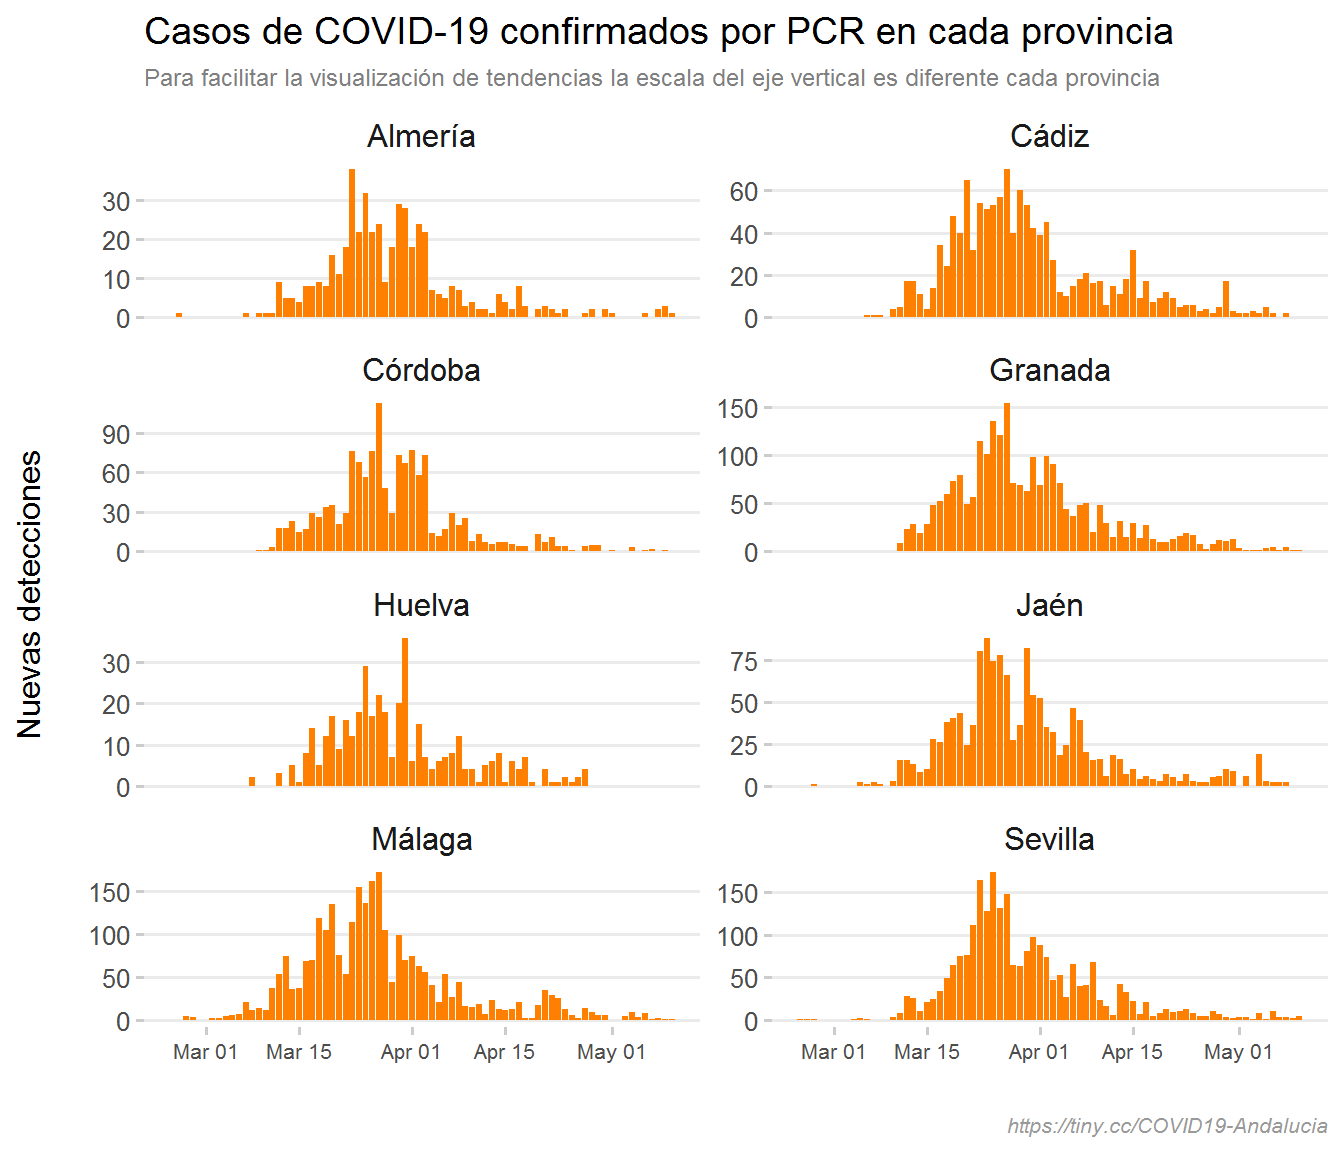 Casos de COVID-19 confirmados por PCR en cada provincia
Para facilitar la visualización de tendencias la escala del eje vertical es diferente cada provincia
Nuevas detecciones
Almería
30
20
10
0
Cádiz
60
40
20
0
Córdoba
90
60
30
0
Granada
150
100
50
0
Huelva
30
20
10
0
Jaén
75
50
25
0
Málaga
150
100
50
0
Sevilla
150
100
50
0
Mar 01 Mar 15 Apr 01 Apr 15 May 01
Mar 01 Mar 15 Apr 01 Apr 15 May 01
https://tiny.cc/COVID19-Andalucia